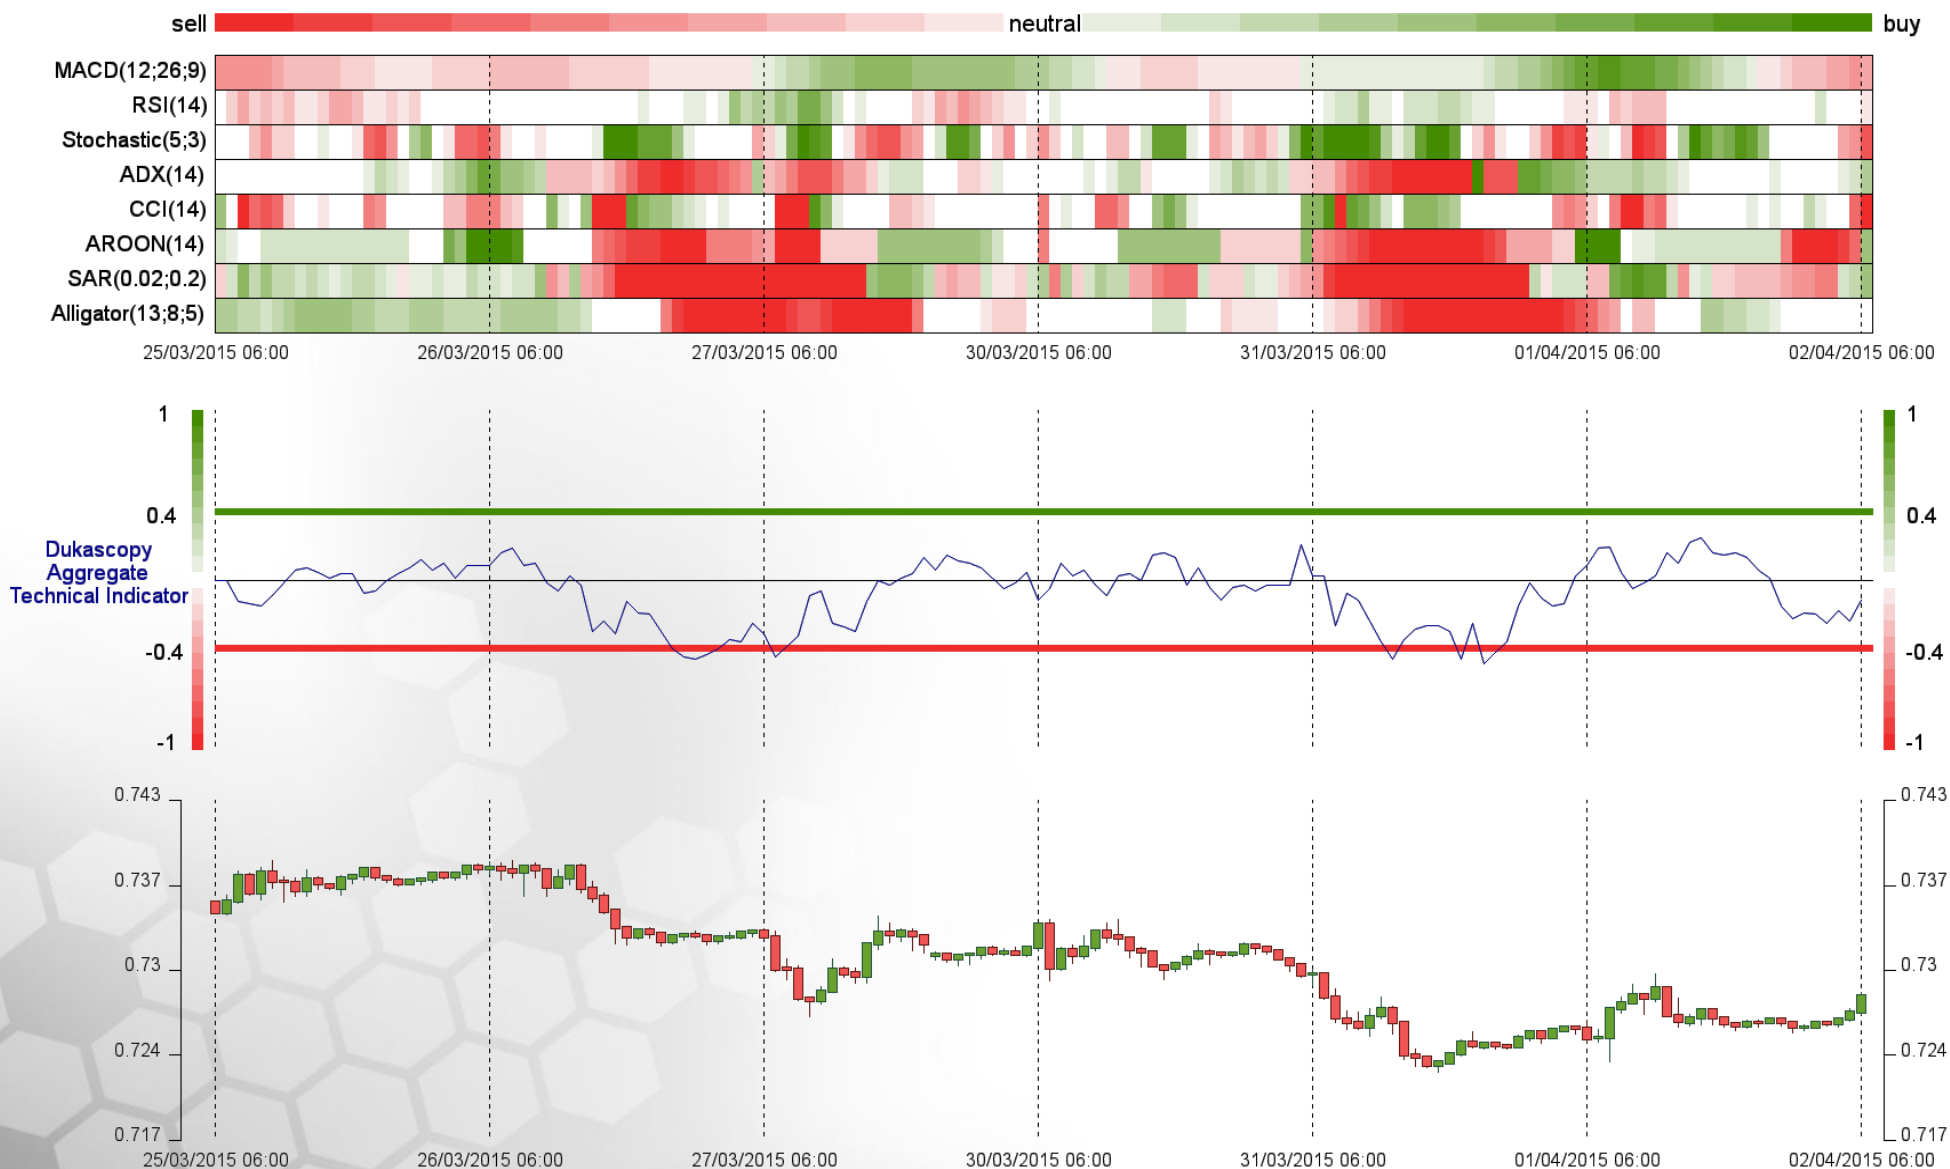 sell neutral buy
MACD(12;26;9)
RSI(14)
Stochastic(5;3)
ADX(14)
CCI(14)
AROON(14)
SAR(0.02;0.2)
Alligator(13;8;5)
25/03/2015 06:00 26/03/2015 06:00 27/03/2015 06:00 30/03/2015 06:00 31/03/2015 06:00 01/04/2015 06:00 02/04/2015 06:00
1 1
0.4 0.4
Dukascopy
Aggregate
Technical Indicator
-0.4 -0.4
-1 -1
0.743 0.743
0.737 0.737
0.73 0.73
0.724 0.724
0.717 0.717
25/03/2015 06:00 26/03/2015 06:00 27/03/2015 06:00 30/03/2015 06:00 31/03/2015 06:00 01/04/2015 06:00 02/04/2015 06:00